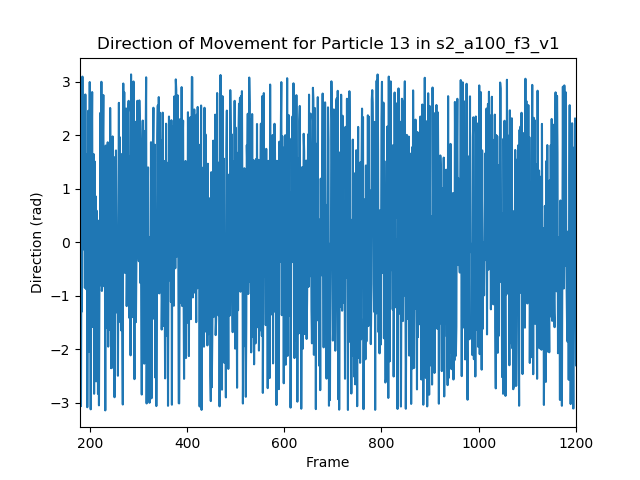 Direction of Movement for Particle 13 in s2_a100_f3_v1
3
2
1
0
−1
−2
−3
Direction (rad)
200 400 600 800 1000 1200
Frame